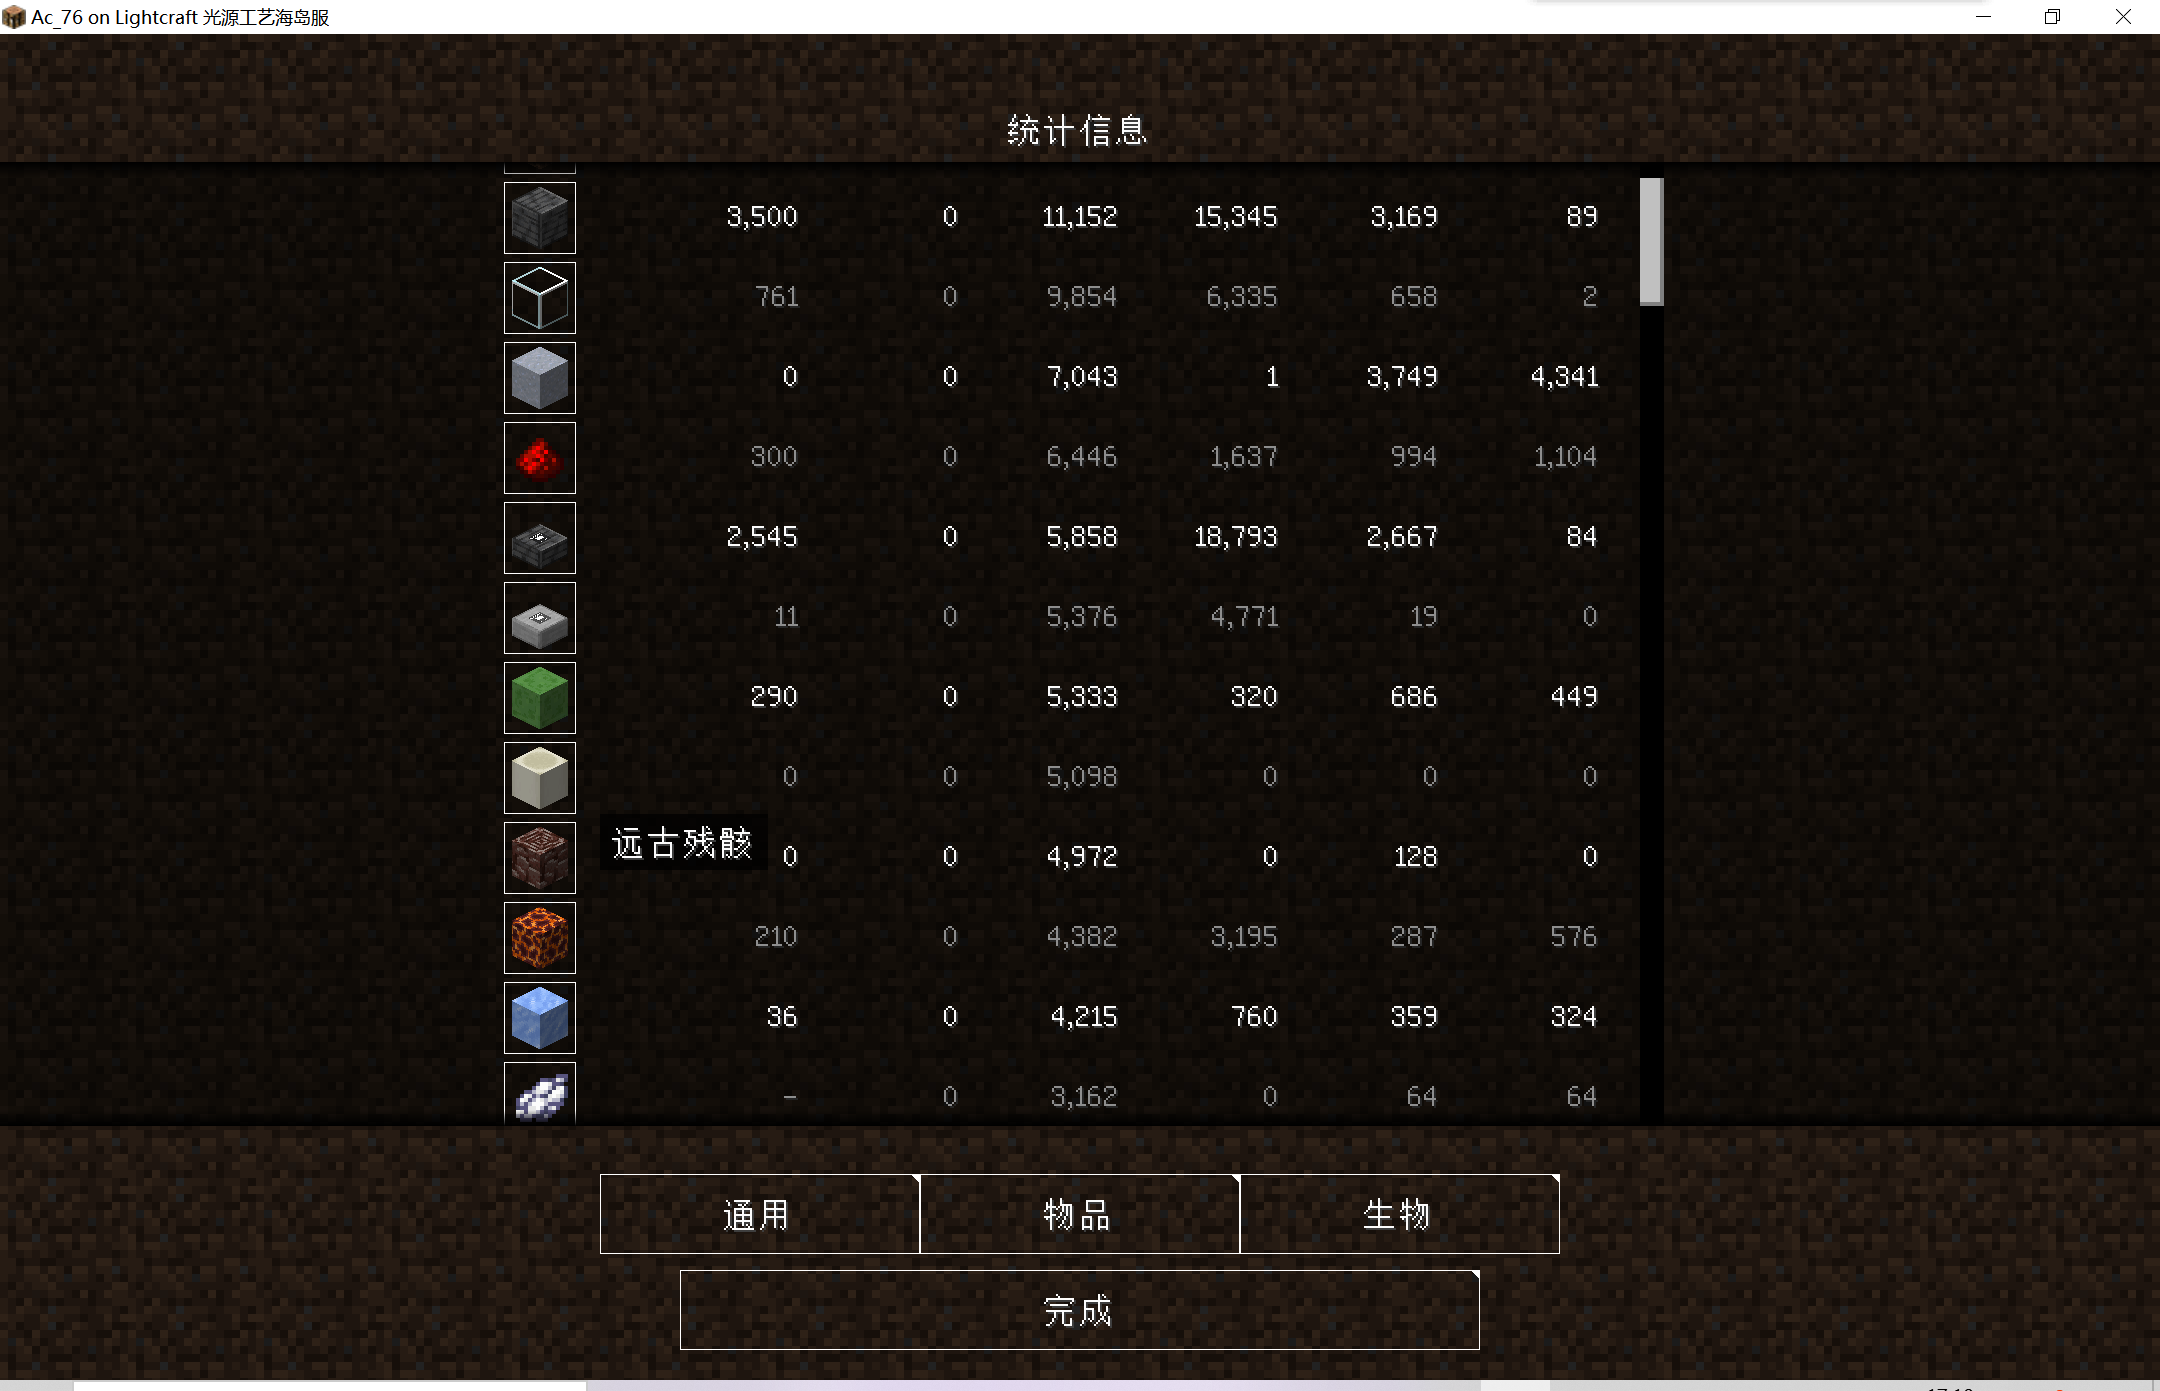 Ac_76 on Lightcraft 光源工艺海岛服
统计信息
3,500 0 11,152 15,345 3,169 89
761 0 9,854 6,335 658 2
0 0 7,043 1 3,749 4,341
300 0 6,446 1,637 994 1,104
2,545 0 5,858 18,793 2,667 84
11 0 5,376 4,771 19 0
290 0 5,333 320 686 449
0 0 5,098 0 0 0
远古残骸 0 0 4,972 0 128 0
210 0 4,382 3,195 287 576
36 0 4,215 760 359 324
– 0 3,162 0 64 64
通用 物品 生物
完成